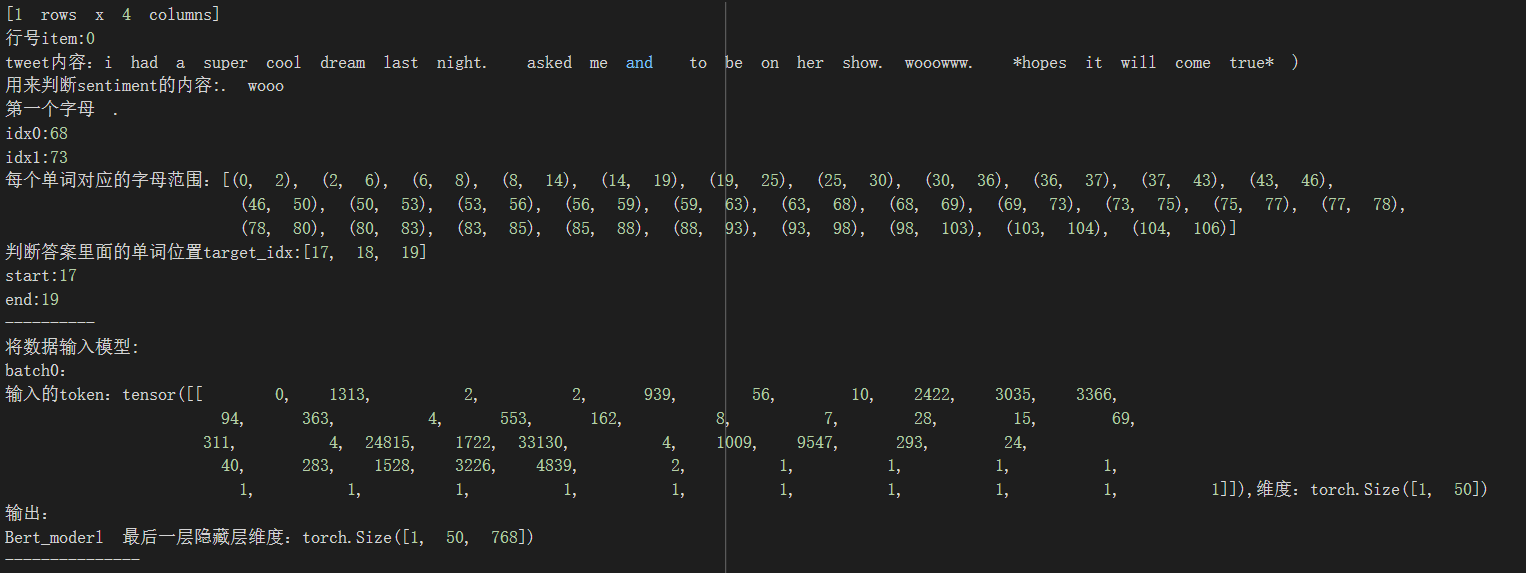 [1 rows x 4 columns]
行号item:0
tweet内容：i had a super cool dream last night.  asked me and  to be on her show. wooowww.  *hopes it will come true* )
用来判断sentiment的内容:. wooo
第一个字母 .
idx0:68
idx1:73
每个单词对应的字母范围：[(0, 2), (2, 6), (6, 8), (8, 14), (14, 19), (19, 25), (25, 30), (30, 36), (36, 37), (37, 43), (43, 46),
(46, 50), (50, 53), (53, 56), (56, 59), (59, 63), (63, 68), (68, 69), (69, 73), (73, 75), (75, 77), (77, 78),
(78, 80), (80, 83), (83, 85), (85, 88), (88, 93), (93, 98), (98, 103), (103, 104), (104, 106)]
判断答案里面的单词位置target_idx:[17, 18, 19]
start:17
end:19
----------
将数据输入模型:
batch0：
输入的token：tensor([[ 0, 1313, 2, 2, 939, 56, 10, 2422, 3035, 3366,
94, 363, 4, 553, 162, 8, 7, 28, 15, 69,
311, 4, 24815, 1722, 33130, 4, 1009, 9547, 293, 24,
40, 283, 1528, 3226, 4839, 2, 1, 1, 1, 1,
1, 1, 1, 1, 1, 1, 1, 1, 1, 1]]),维度：torch.Size([1, 50])
输出：
Bert_moderl 最后一层隐藏层维度：torch.Size([1, 50, 768])
---------------